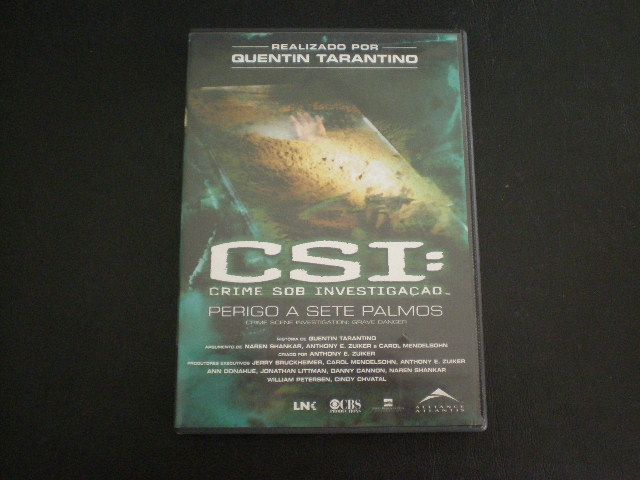 REALIZADO POR
QUENTIN TARANTINO
CSI:
CRIME SOB INVESTIGAÇÃO
PERIGO A SETE PALMOS
CRIME SCENE INVESTIGATION: GRAVE DANGER
HISTÓRIA DE QUENTIN TARANTINO
ARGUMENTO DE NAREN SHANKAR, ANTHONY E. ZUIKER E CAROL MENDELSOHN
CRIADO POR ANTHONY E. ZUIKER
PRODUTORES EXECUTIVOS JERRY BRUCKHEIMER, CAROL MENDELSOHN, ANTHONY E. ZUIKER
ANN DONAHUE, JONATHAN LITTMAN, DANNY CANNON, NAREN SHANKAR
WILLIAM PETERSEN, CINDY CHVATAL
LNK CBS PRODUCTIONS ALLIANCE ATLANTIS